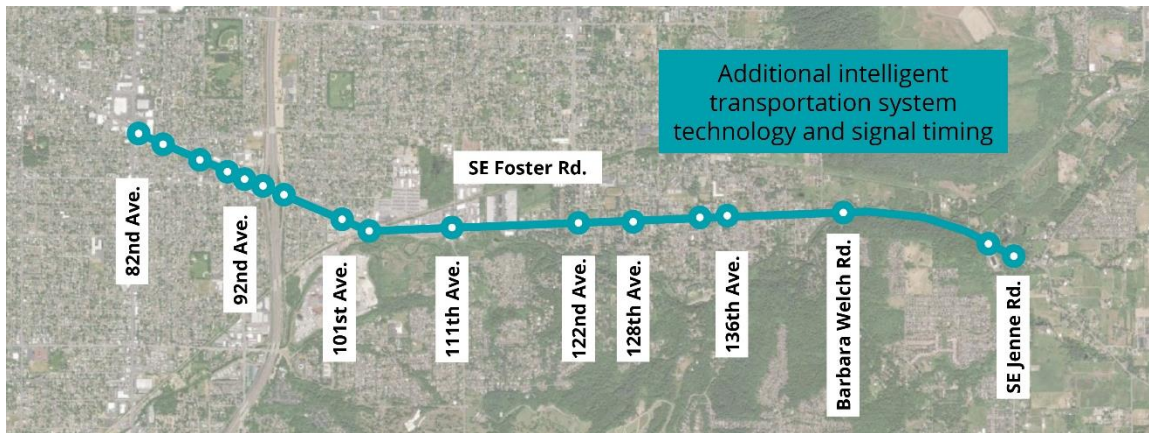 Additional intelligent
transportation system
technology and signal timing
SE Foster Rd.
82nd Ave.
92nd Ave.
101st Ave.
111th Ave.
122nd Ave.
128th Ave.
136th Ave.
Barbara Welch Rd.
SE Jenne Rd.